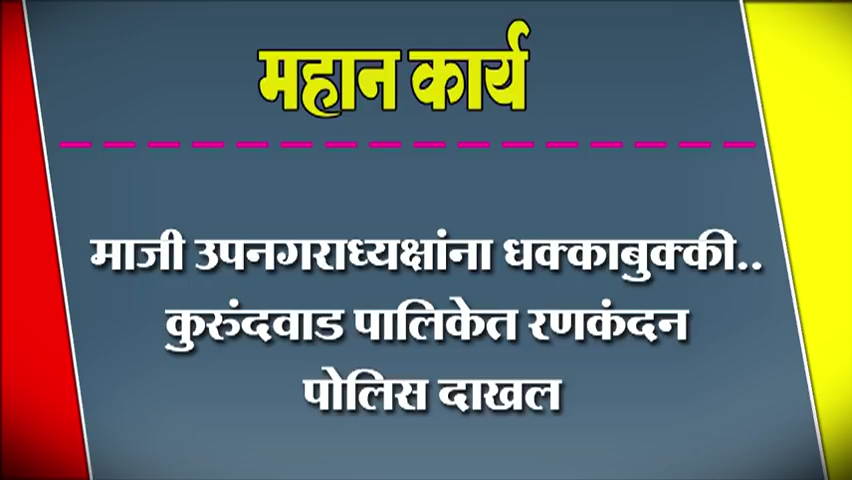 महान कार्य
माजी उपनगराध्यक्षांना धक्काबुक्की..
कुरुंदवाड पालिकेत रणकंदन
पोलिस दाखल